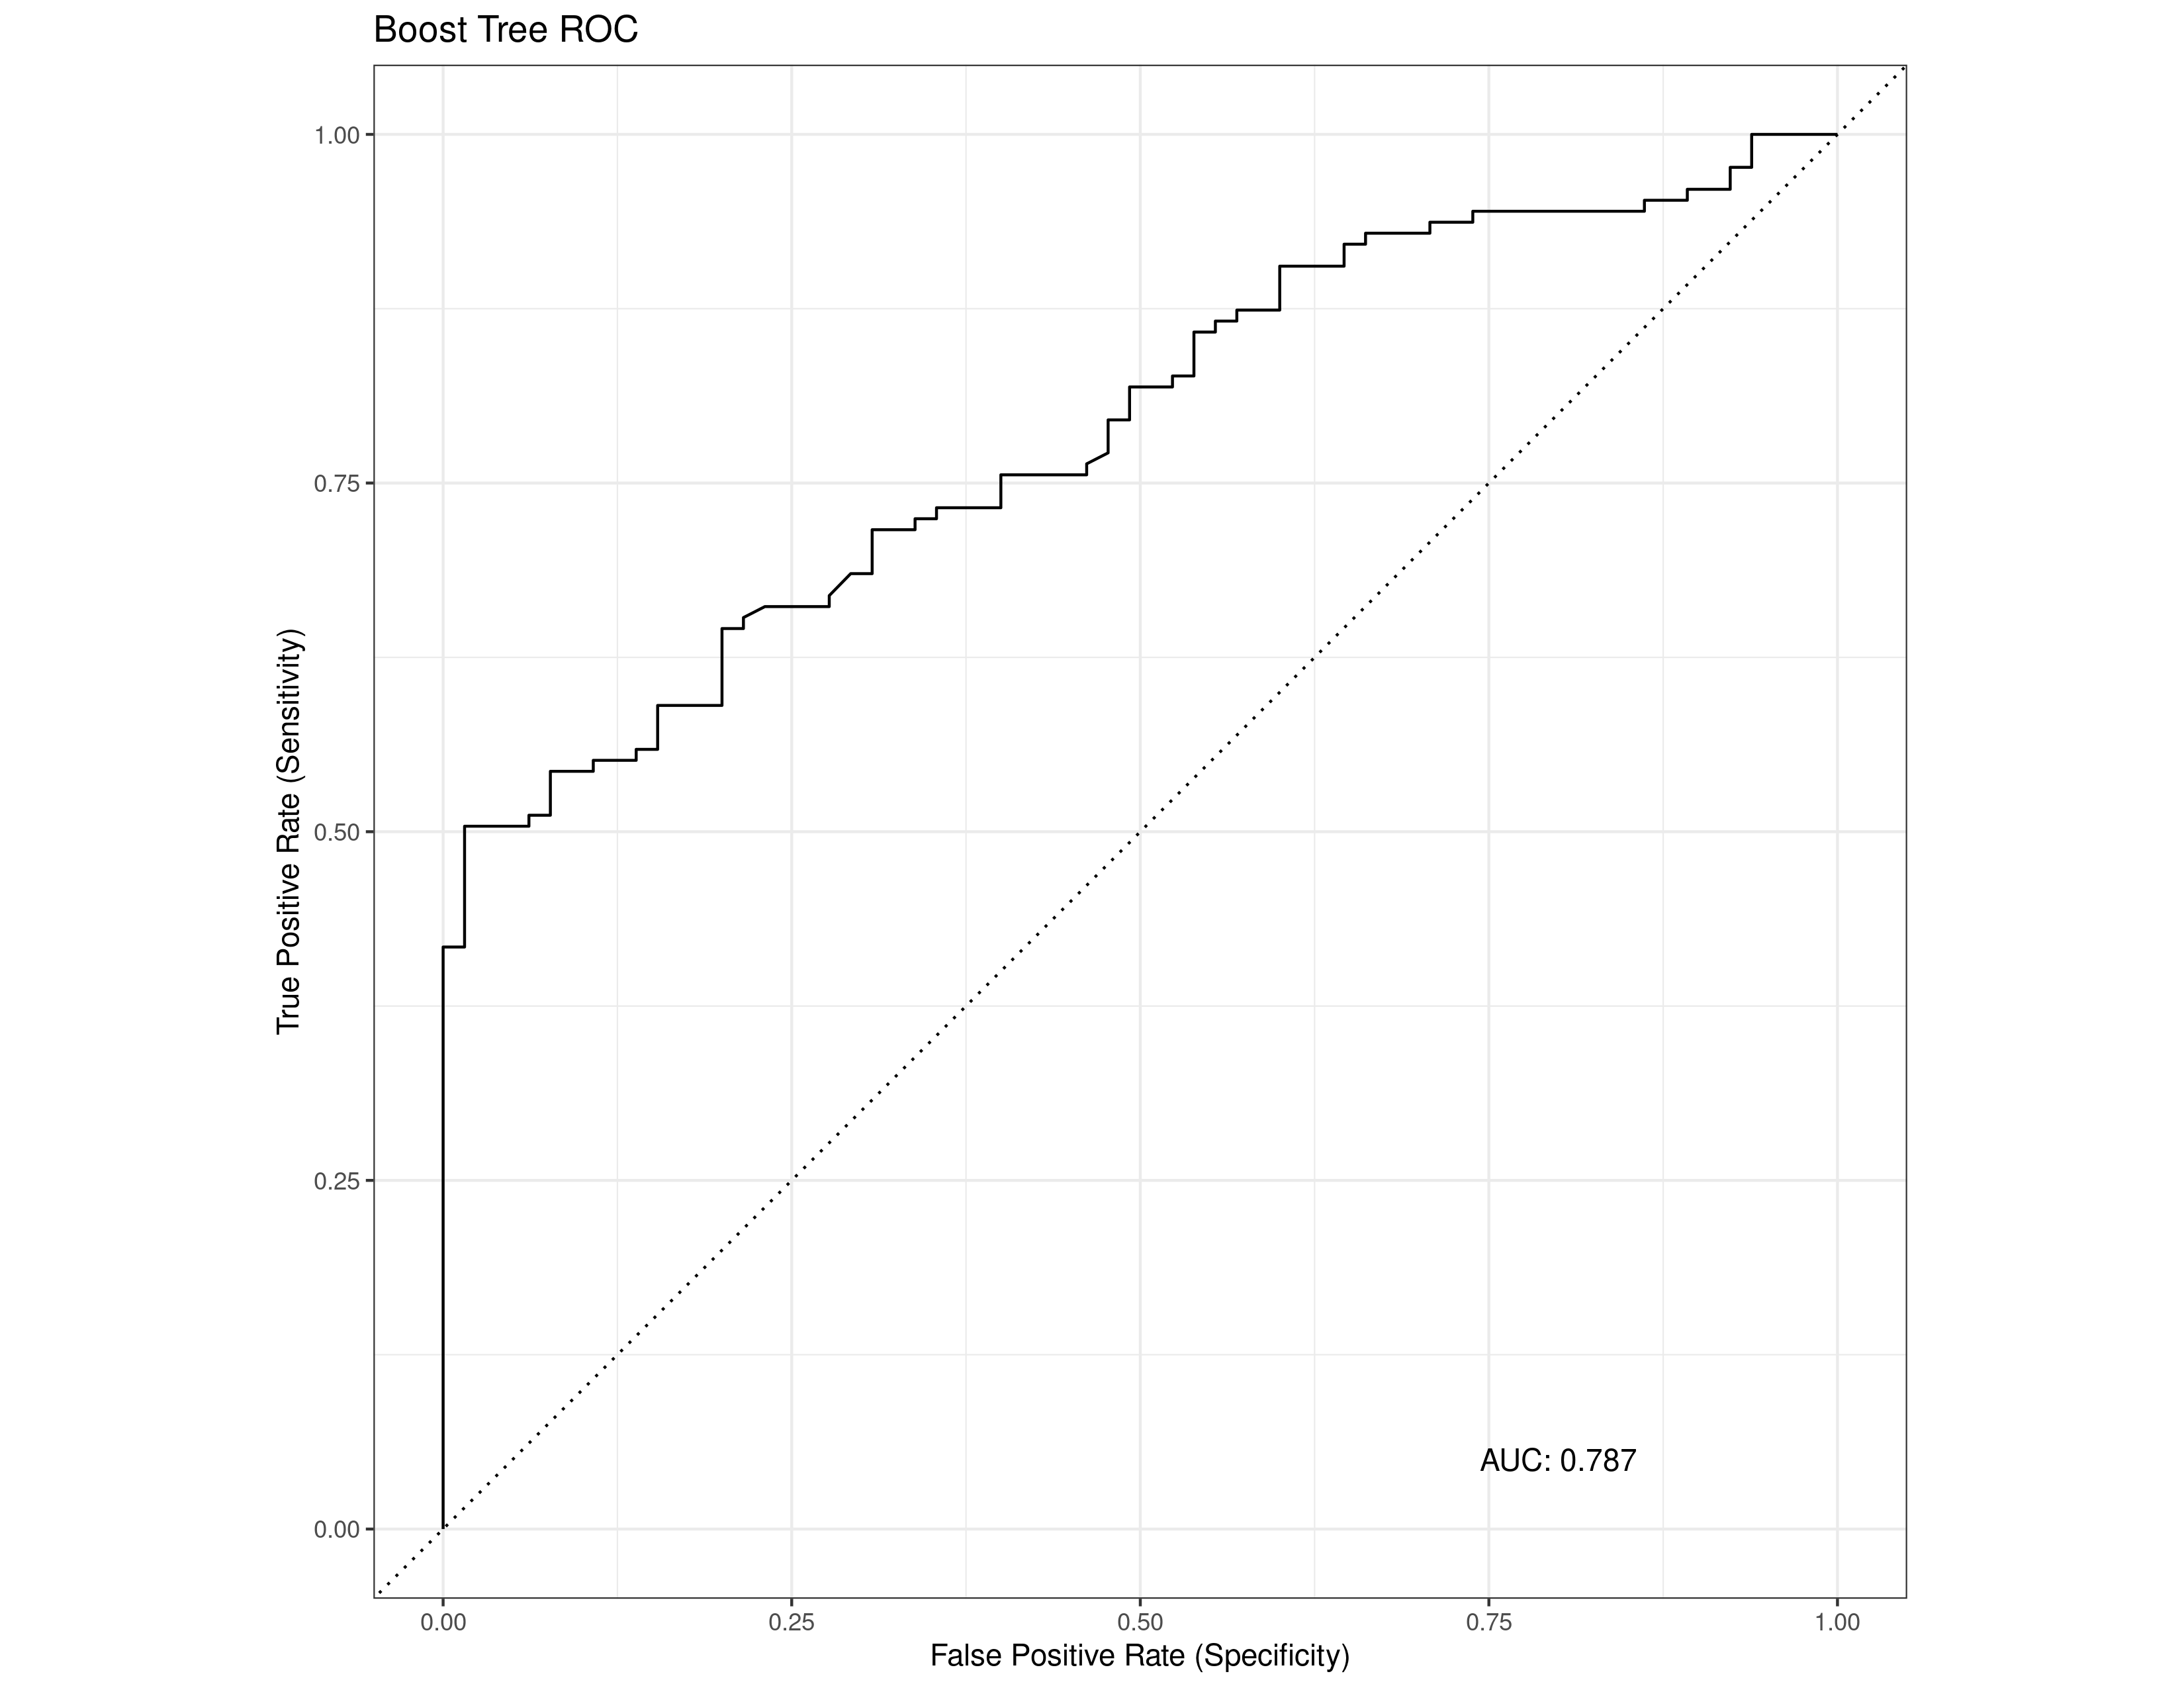 Boost Tree ROC
True Positive Rate (Sensitivity)
1.00
0.75
0.50
0.25
0.00
AUC: 0.787
0.00 0.25 0.50 0.75 1.00
False Positive Rate (Specificity)